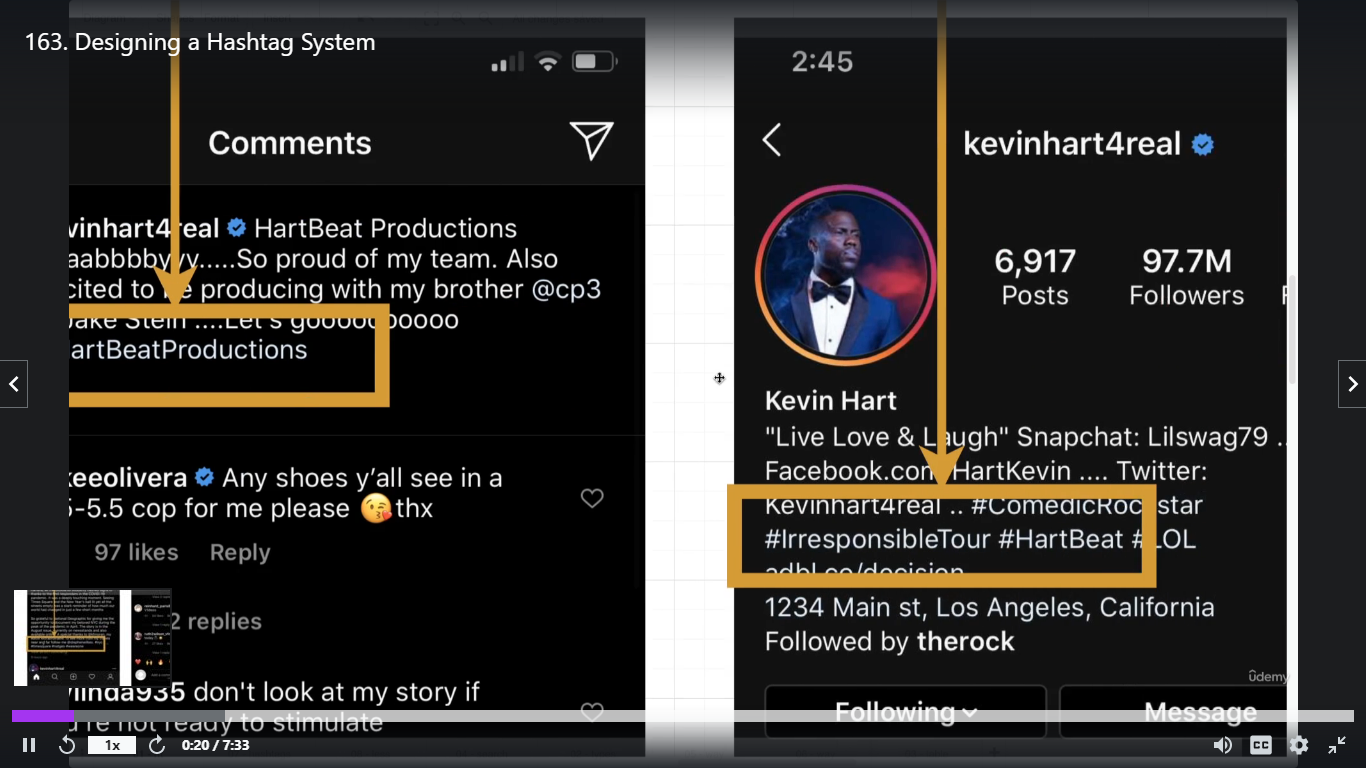 163. Designing a Hashtag System
Comments
vinhart4real HartBeat Productions
aabbbbyyy.....So proud of my team. Also
cited to be producing with my brother @cp3
Jake Stein ....Let's gooooooooo
artBeatProductions
keeolivera Any shoes y'all see in a
5-5.5 cop for me please 😘thx
97 likes Reply
2 replies
don't look at my story if
u're not ready to stimulate
2:45
kevinhart4real
6,917 97.7M
Posts Followers F
Kevin Hart
"Live Love & Laugh" Snapchat: Lilswag79 ..
Facebook.com/HartKevin .... Twitter:
Kevinhart4real .. #ComedicRockstar
#IrresponsibleTour #HartBeat #LOL
adbl.co/decision
1234 Main st, Los Angeles, California
Followed by therock
Following Message
ûdemy
1x 0:20 / 7:33
CC